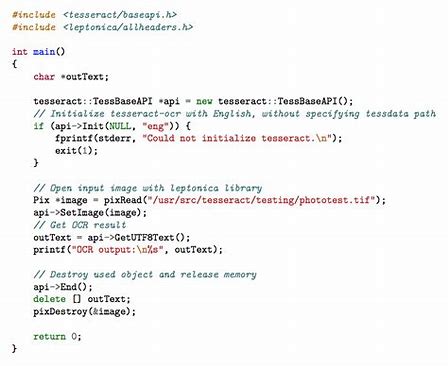 #include <tesseract/baseapi.h>
#include <leptonica/allheaders.h>

int main()
{
    char *outText;

    tesseract::TessBaseAPI *api = new tesseract::TessBaseAPI();
    // Initialize tesseract-ocr with English, without specifying tessdata path
    if (api->Init(NULL, "eng")) {
        fprintf(stderr, "Could not initialize tesseract.\n");
        exit(1);
    }

    // Open input image with leptonica library
    Pix *image = pixRead("/usr/src/tesseract/testing/phototest.tif");
    api->SetImage(image);
    // Get OCR result
    outText = api->GetUTF8Text();
    printf("OCR output:\n%s", outText);

    // Destroy used object and release memory
    api->End();
    delete [] outText;
    pixDestroy(&image);

    return 0;
}